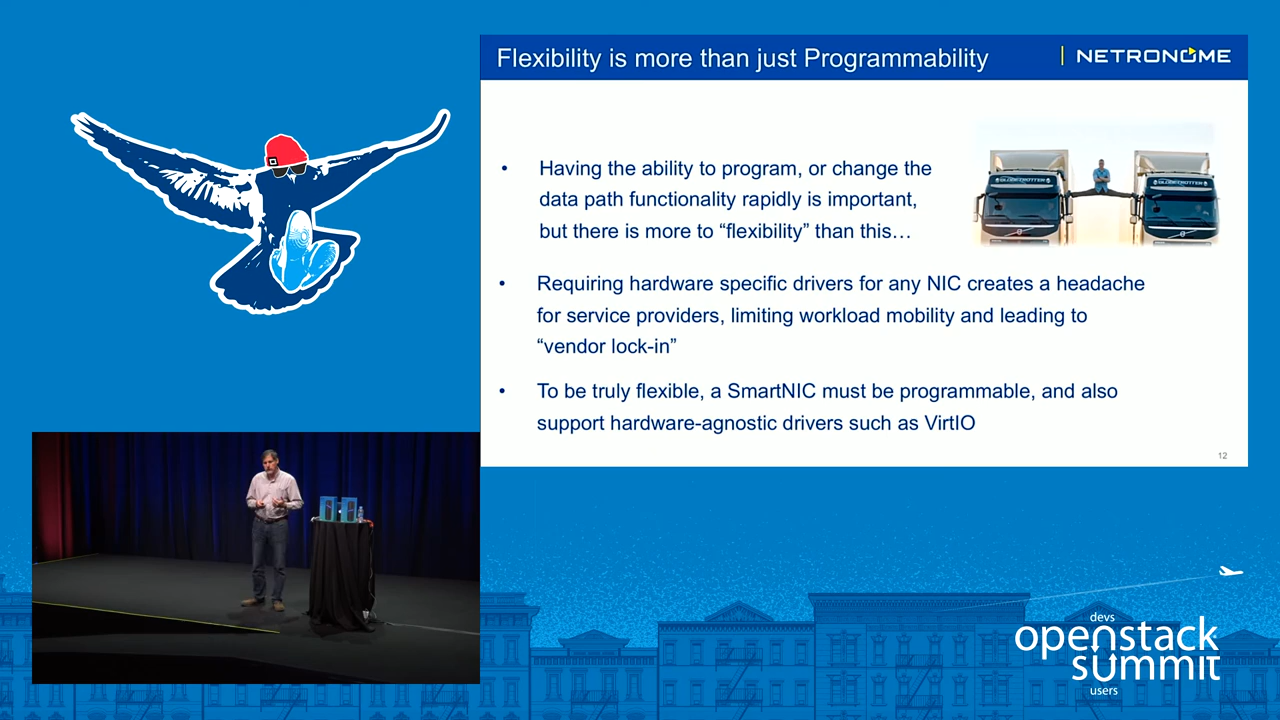 Flexibility is more than just Programmability
NETRONOME
• Having the ability to program, or change the
data path functionality rapidly is important,
but there is more to “flexibility” than this…
• Requiring hardware specific drivers for any NIC creates a headache
for service providers, limiting workload mobility and leading to
“vendor lock-in”
• To be truly flexible, a SmartNIC must be programmable, and also
support hardware-agnostic drivers such as VirtIO
12
devs
openstack
summit
users